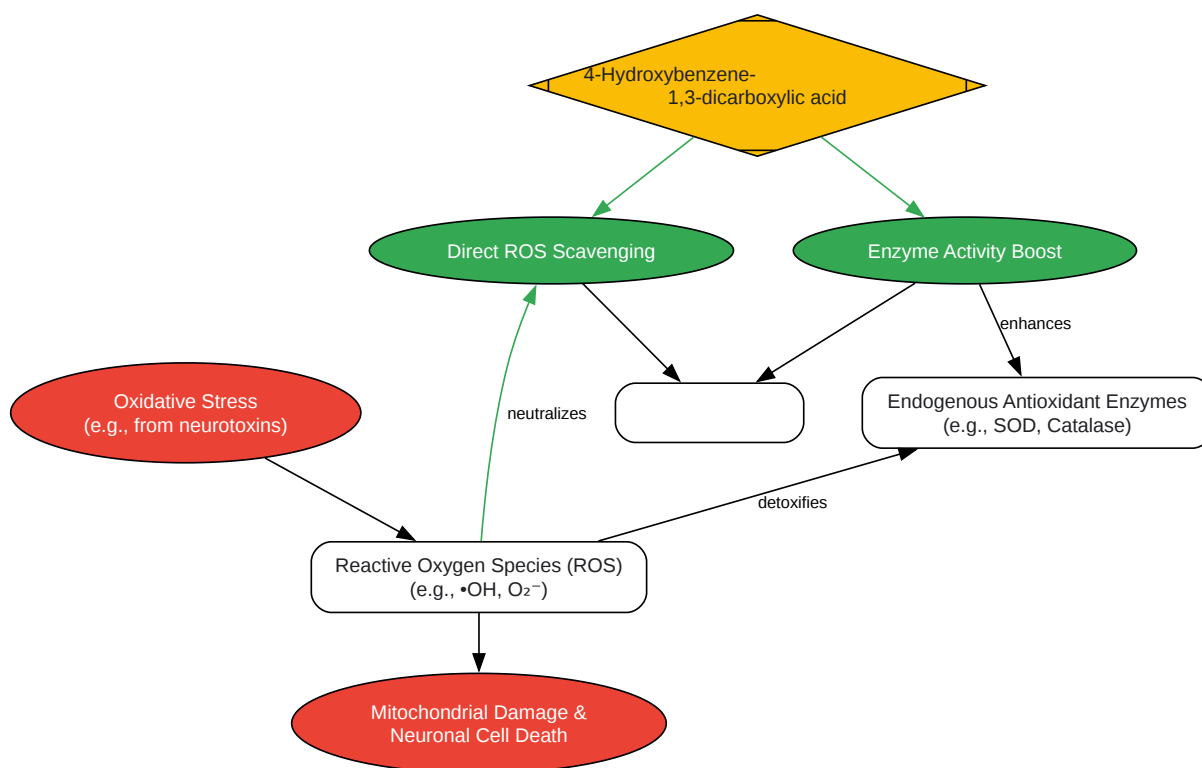 4-Hydroxybenzene-
1,3-dicarboxylic acid
Direct ROS Scavenging
Enzyme Activity Boost
enhances
Oxidative Stress
(e.g., from neurotoxins)
neutralizes
Endogenous Antioxidant Enzymes
(e.g., SOD, Catalase)
detoxifies
Reactive Oxygen Species (ROS)
(e.g., •OH, O₂⁻)
Mitochondrial Damage &
Neuronal Cell Death